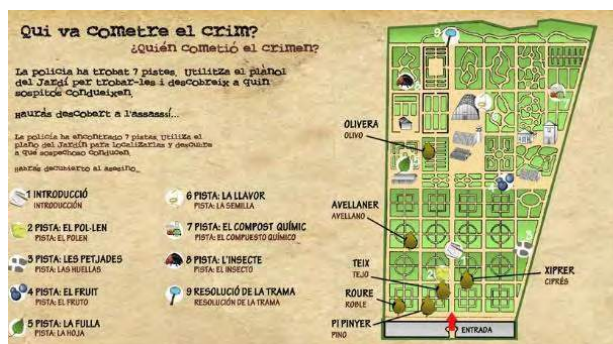 Qui va cometre el crim?
¿Quién cometió el crimen?
La policia ha trobat 7 pistes. Utilitza el plànol
del Jardí per trobar-les i descobreix a quin
sospitós condueixen.
Hauràs descobert a l'assassí...
La policía ha encontrado 7 pistas. Utiliza el
plano del Jardín para localizarlas y descubre
a qué sospechoso conducen.
Habrás descubierto al asesino...
1 INTRODUCCIÓ
INTRODUCCIÓN
2 PISTA: EL POL·LEN
PISTA: EL POLEN
3 PISTA: LES PETJADES
PISTA: LAS HUELLAS
4 PISTA: EL FRUIT
PISTA: EL FRUTO
5 PISTA: LA FULLA
PISTA: LA HOJA
6 PISTA: LA LLAVOR
PISTA: LA SEMILLA
7 PISTA: EL COMPOST QUÍMIC
PISTA: EL COMPUESTO QUÍMICO
8 PISTA: L'INSECTE
PISTA: EL INSECTO
9 RESOLUCIÓ DE LA TRAMA
RESOLUCIÓN DE LA TRAMA
9
OLIVERA
OLIVO
AVELLANER
AVELLANO
TEIX
TEJO
ROURE
ROBLE
PI PINYER
PINO
XIPRER
CIPRÉS
ENTRADA